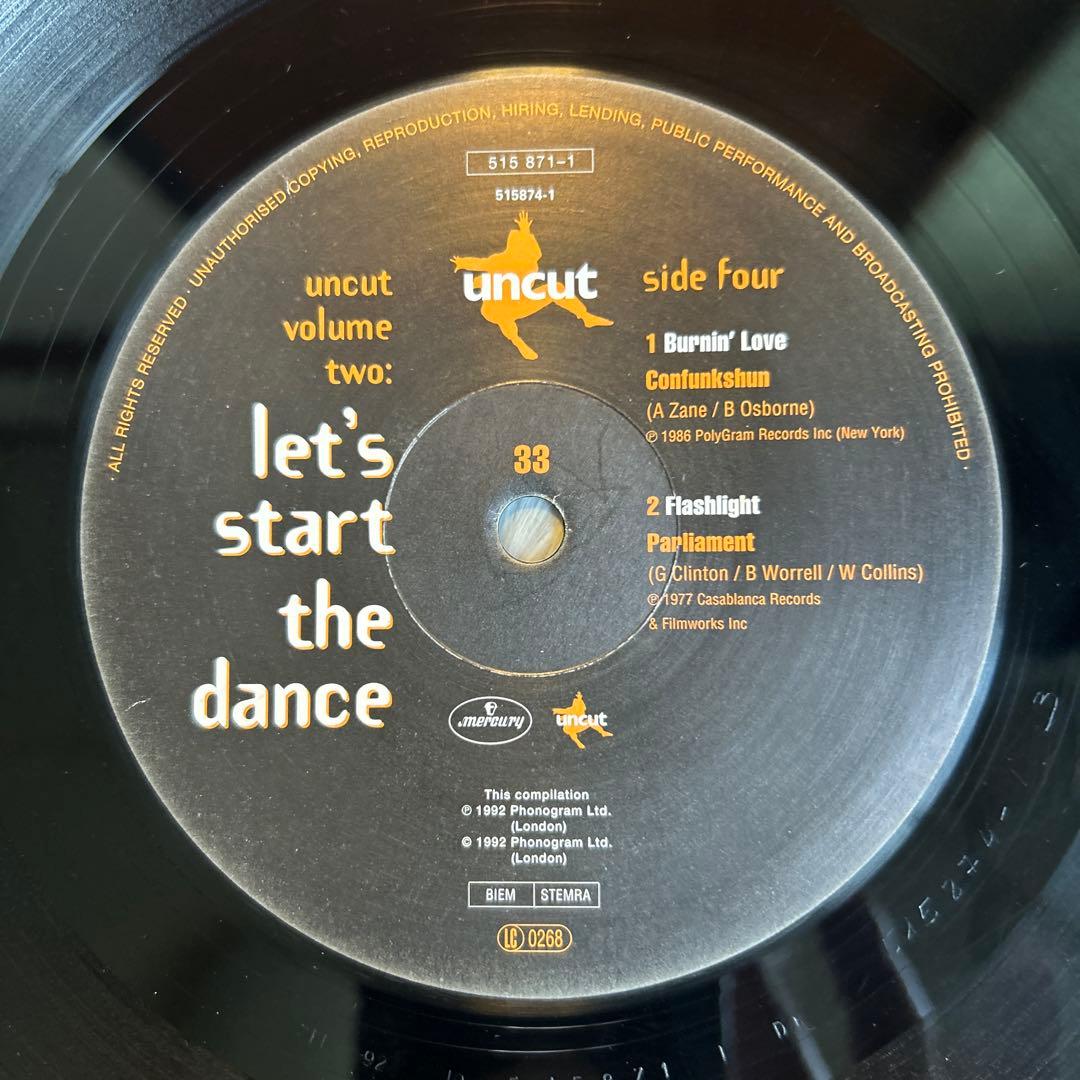 · ALL RIGHTS RESERVED · UNAUTHORISED COPYING, REPRODUCTION, HIRING, LENDING, PUBLIC PERFORMANCE AND BROADCASTING PROHIBITED ·
515 871-1
515874-1
uncut
uncut
volume
two:
let's
start
the
dance
side four
1 Burnin' Love
Confunkshun
(A Zane / B Osborne)
℗ 1986 PolyGram Records Inc (New York)
33
2 Flashlight
Parliament
(G Clinton / B Worrell / W Collins)
℗ 1977 Casablanca Records
& Filmworks Inc
mercury
uncut
This compilation
℗ 1992 Phonogram Ltd.
(London)
© 1992 Phonogram Ltd.
(London)
BIEM STEMRA
LC 0268